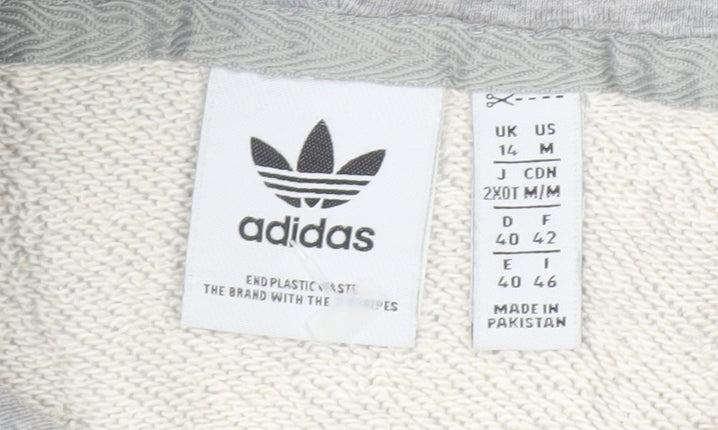 adidas
END PLASTIC WASTE
THE BRAND WITH THE STRIPES
UK US
14 M
J CDN
2XOT M/M
D F
40 42
E I
40 46
MADE IN
PAKISTAN